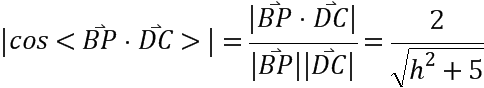 $|cos < \vec{BP} \cdot \vec{DC} > | = \frac{|\vec{BP} \cdot \vec{DC}|}{|\vec{BP}||\vec{DC}|} = \frac{2}{\sqrt{h^2 + 5}}$